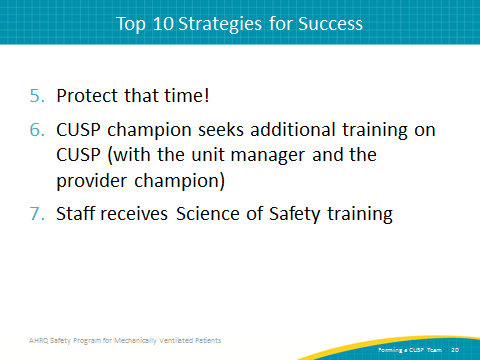 Top 10 Strategies for Success
5. Protect that time!
6. CUSP champion seeks additional training on
CUSP (with the unit manager and the
provider champion)
7. Staff receives Science of Safety training
AHRQ Safety Program for Mechanically Ventilated Patients
Forming a CUSP Team 20